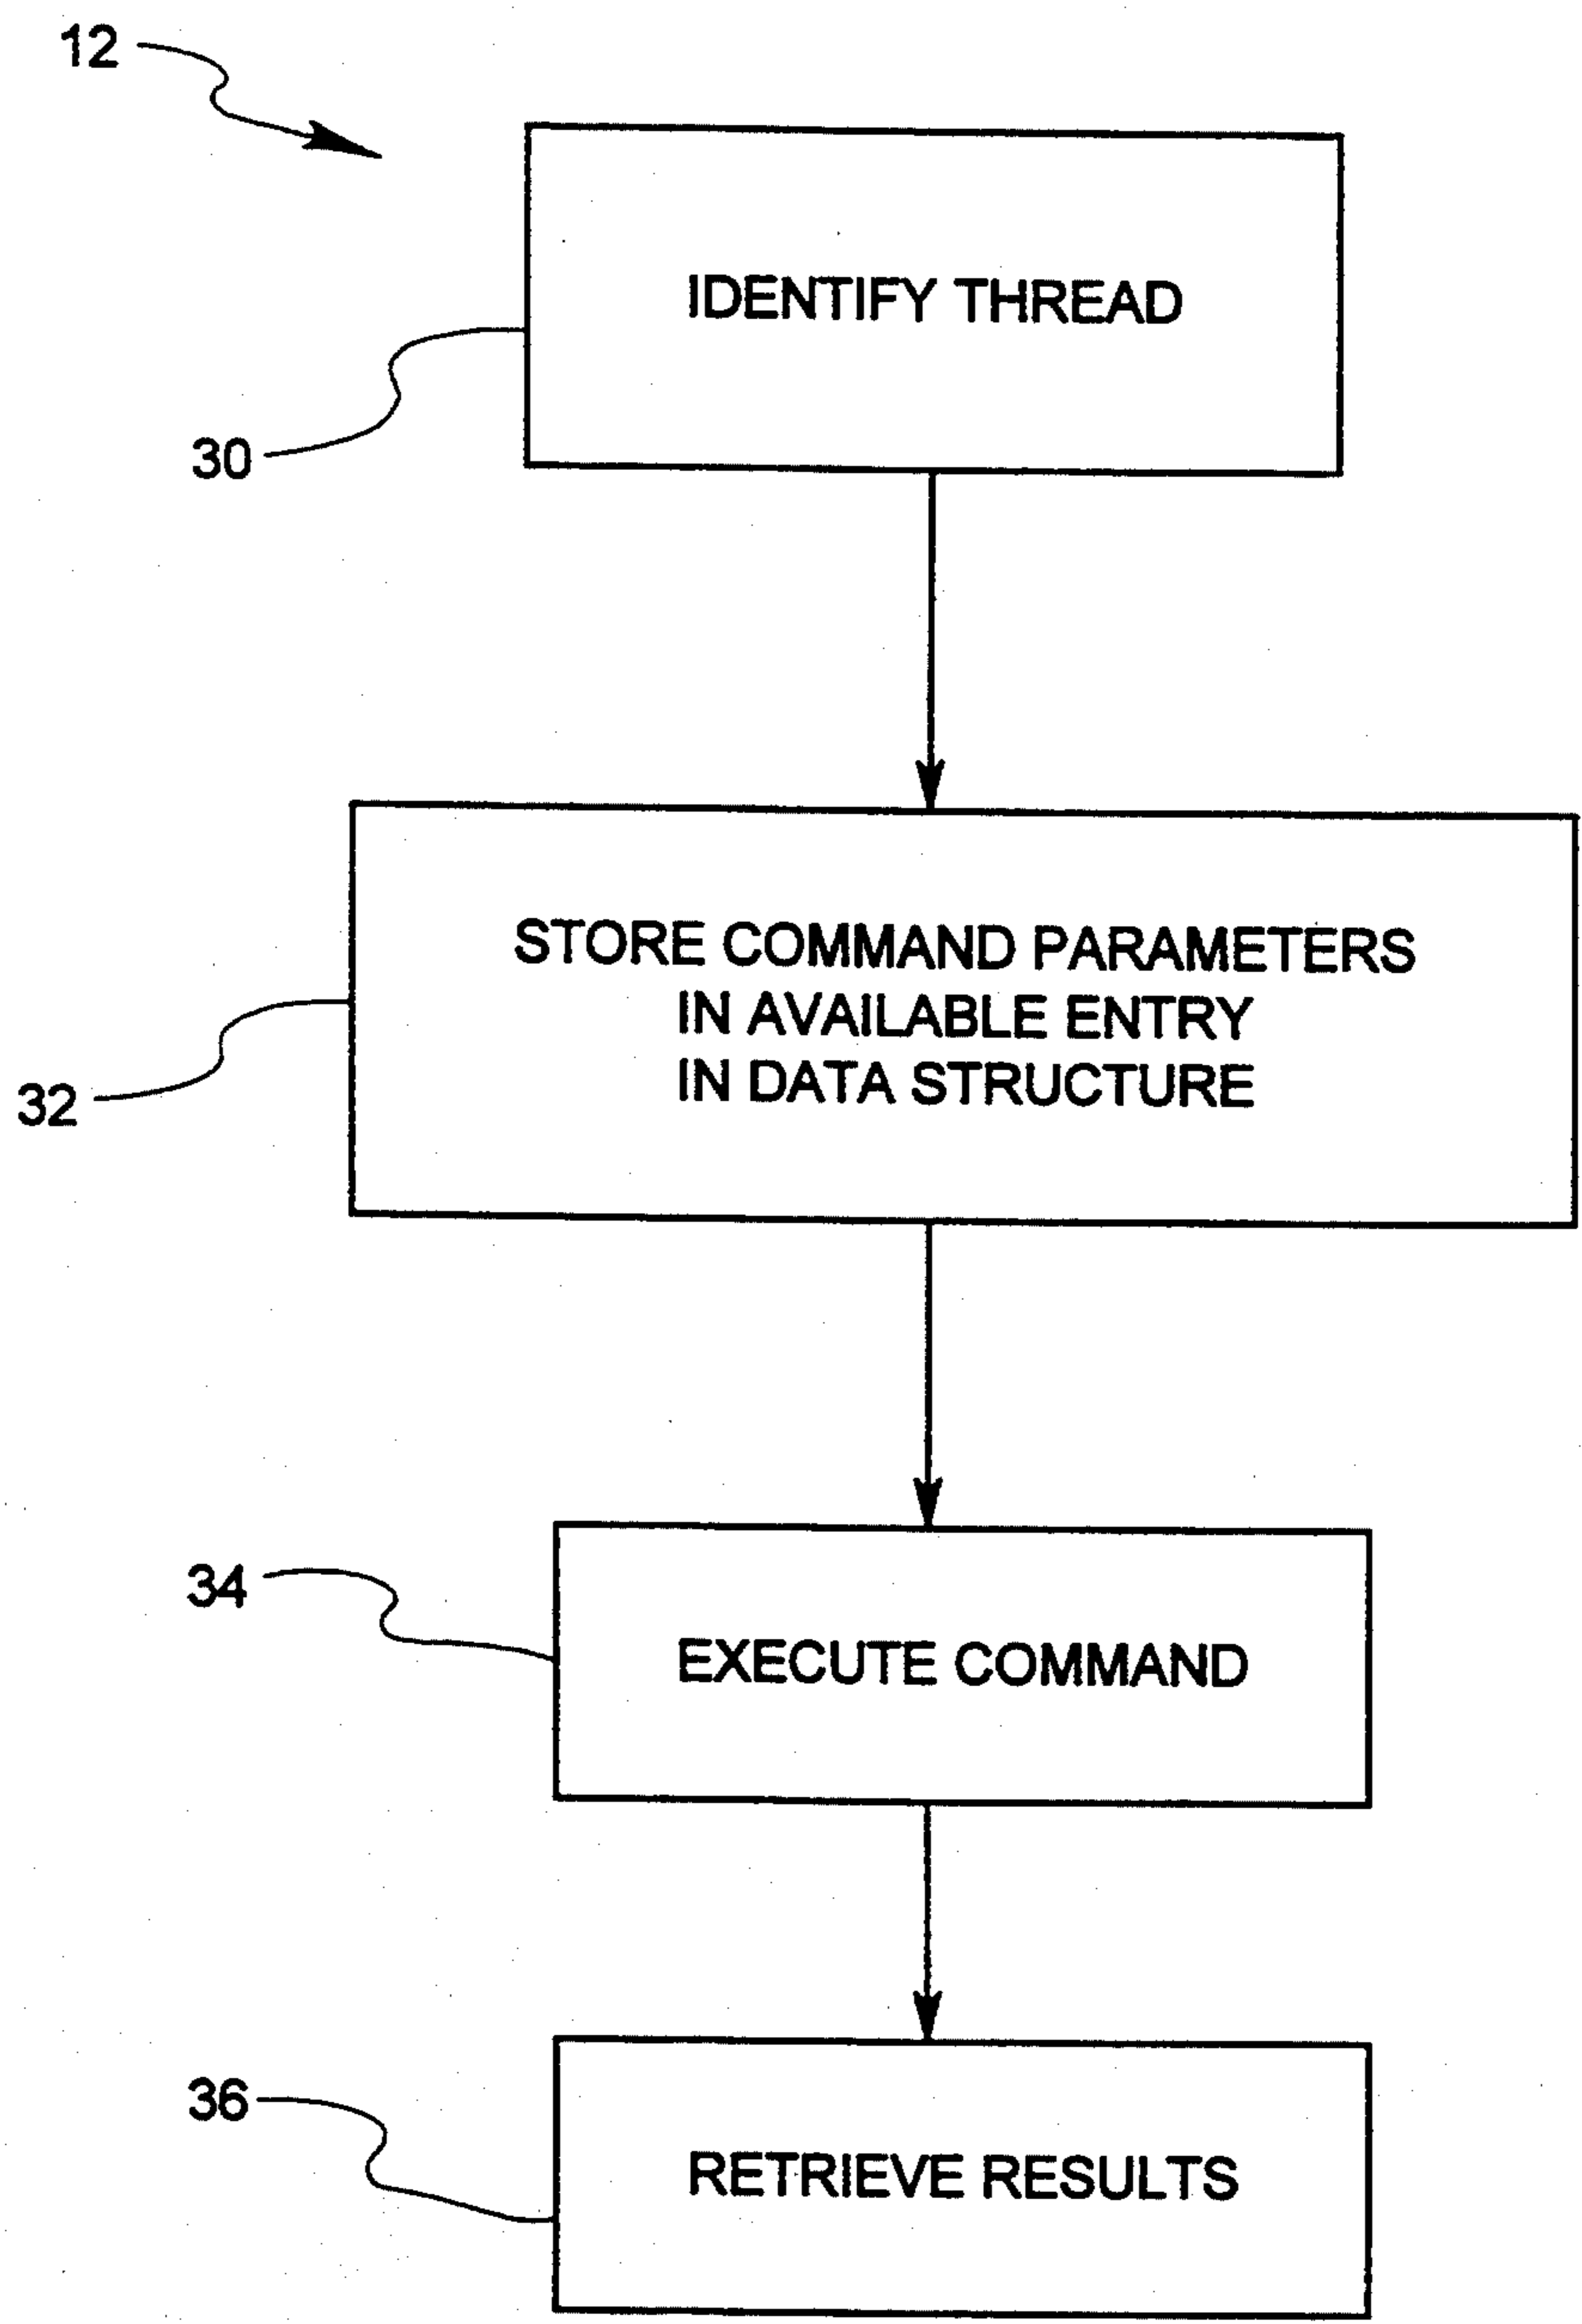 12
IDENTIFY THREAD
30
STORE COMMAND PARAMETERS
IN AVAILABLE ENTRY
IN DATA STRUCTURE
32
34
EXECUTE COMMAND
36
RETRIEVE RESULTS